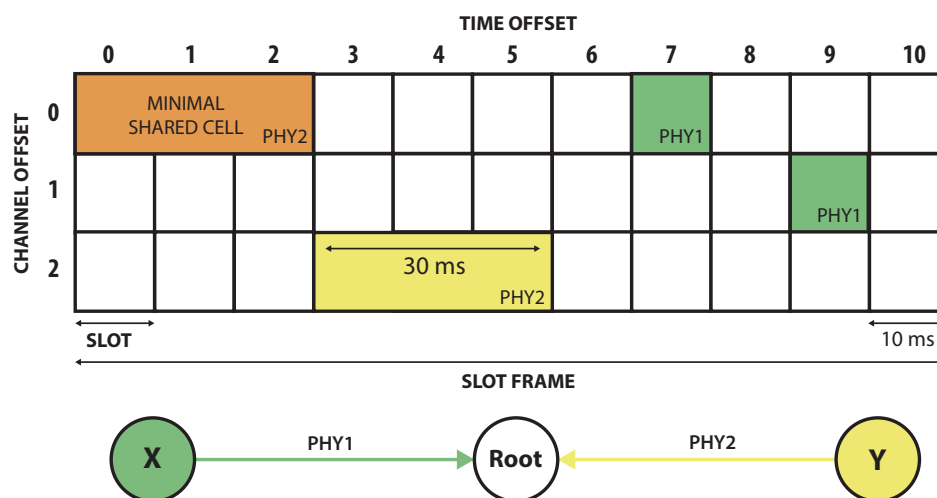 TIME OFFSET
0 1 2 3 4 5 6 7 8 9 10
CHANNEL OFFSET
0
MINIMAL
SHARED CELL
PHY2
PHY1
1
PHY1
2
30 ms
PHY2
SLOT
10 ms
SLOT FRAME
X
PHY1
Root
PHY2
Y